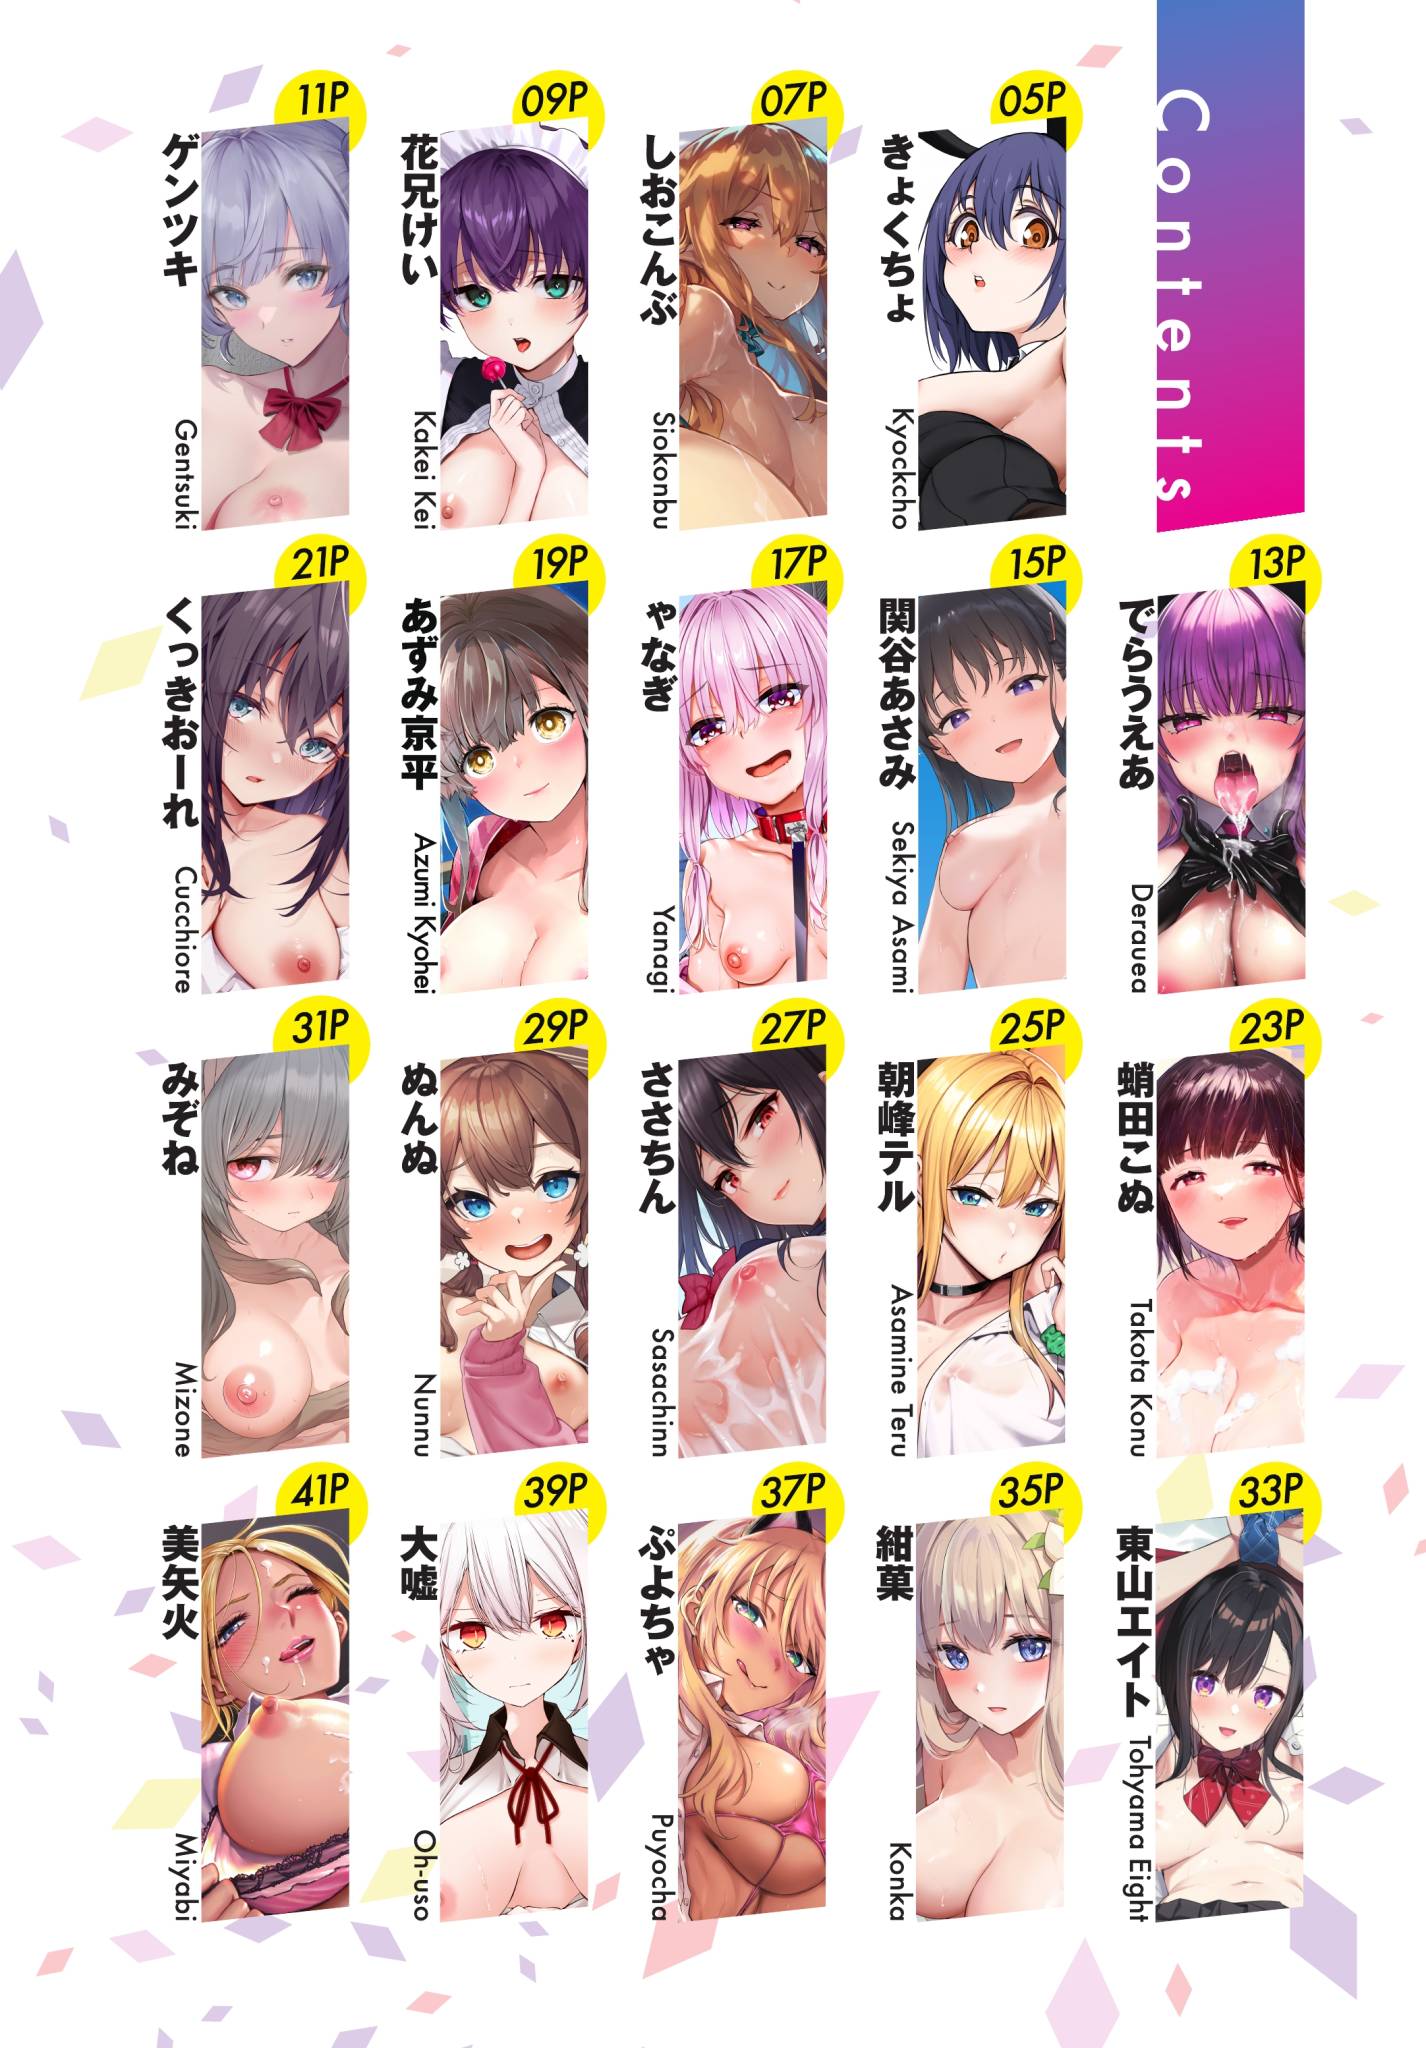 Contents
05P
きょくちょ
Kyockcho
07P
しおこんぶ
Siokonbu
09P
花兄けい
Kakei Kei
11P
ゲンツキ
Gentsuki
13P
でらうえあ
Derauea
15P
関谷あさみ
Sekiya Asami
17P
ゃなぎ
Yanagi
19P
あずみ京平
Azumi Kyohei
21P
くっきおーれ
Cucchiore
23P
蛸田こぬ
Takota Konu
25P
朝峰テル
Asamine Teru
27P
ささちん
Sasachinn
29P
ぬんぬ
Nunnu
31P
みぞね
Mizone
33P
東山エイト
Tohyama Eight
35P
紺菓
Konka
37P
ぷよちゃ
Puyocha
39P
大嘘
Oh-uso
41P
美矢火
Miyabi